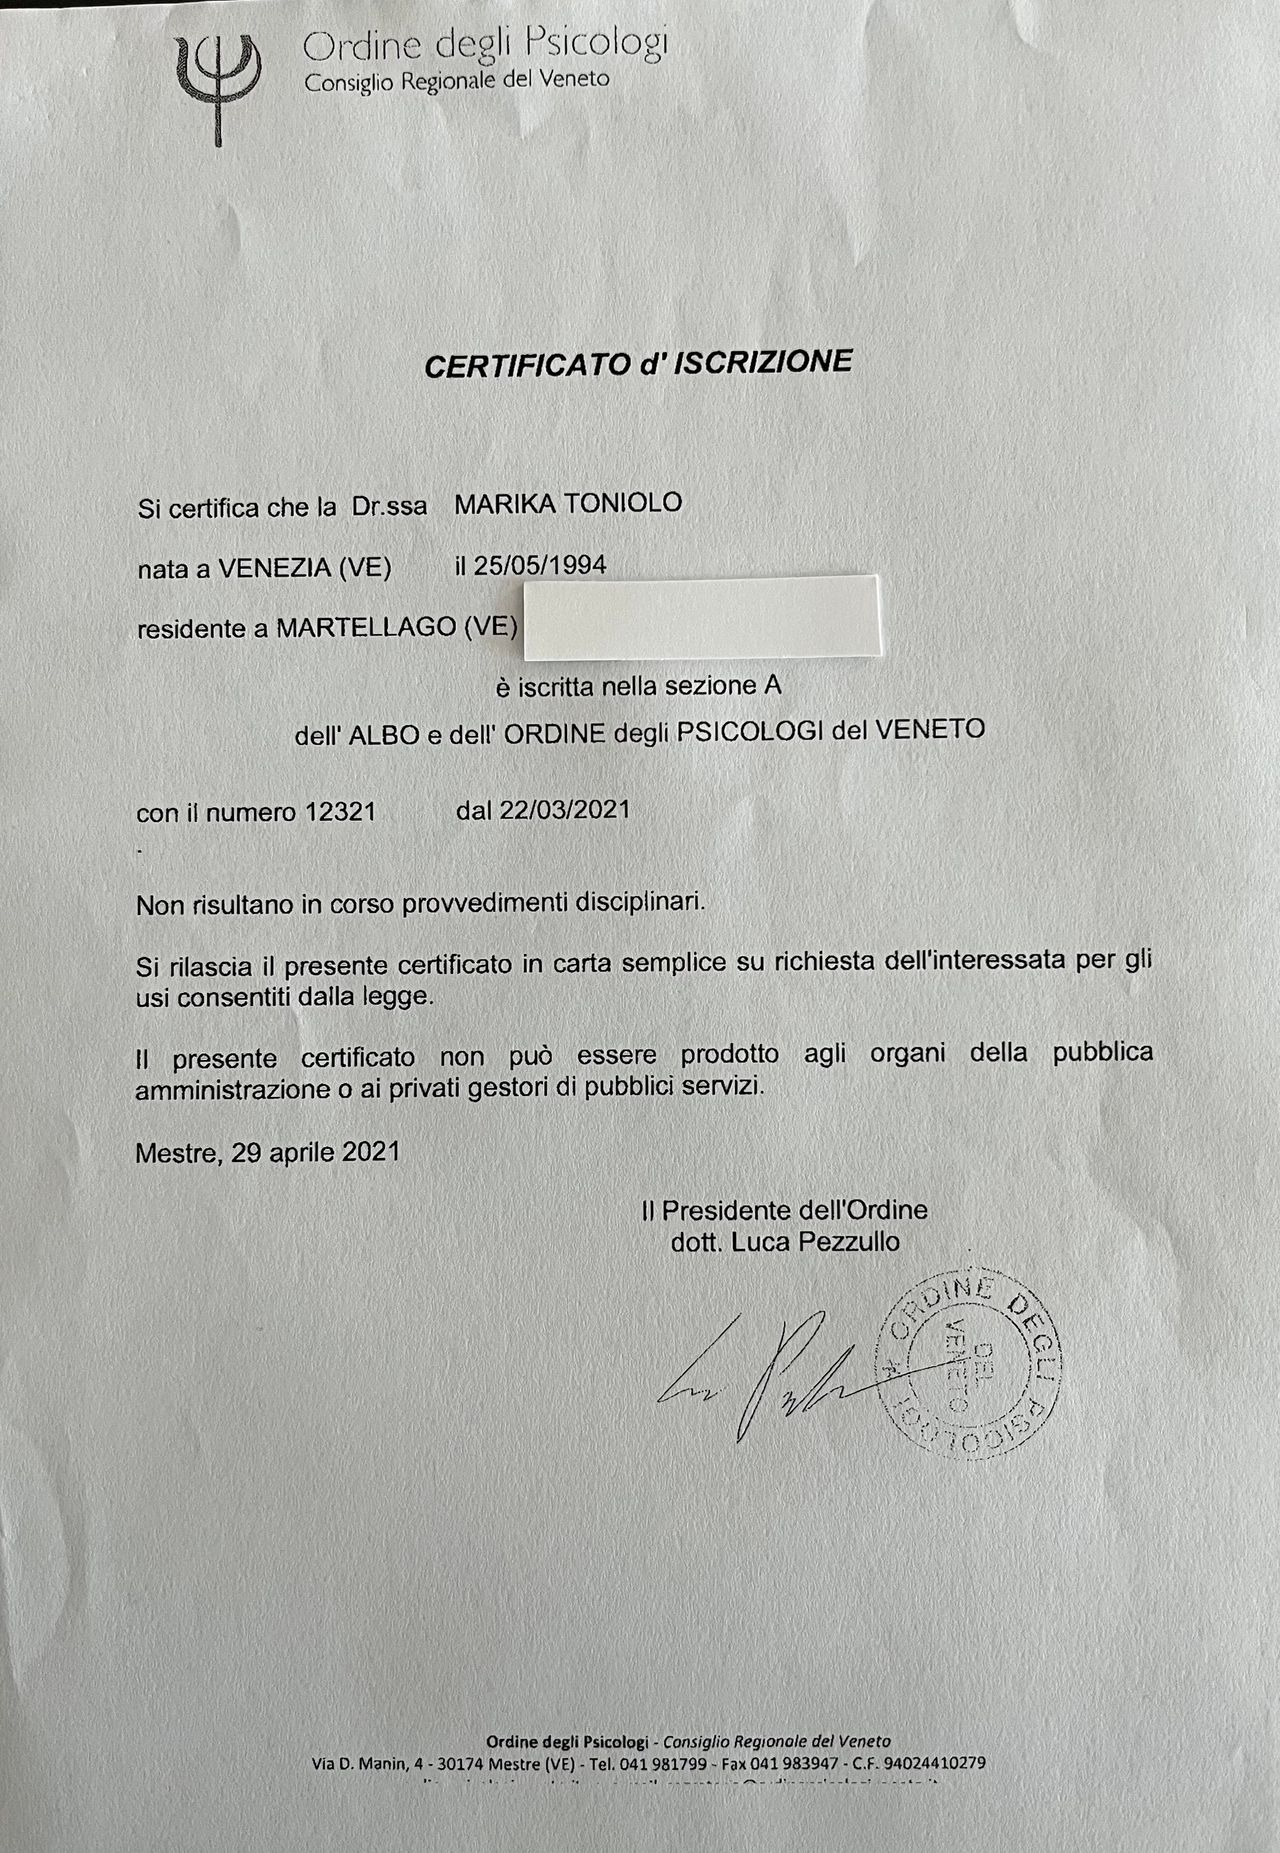 Ordine degli Psicologi
Consiglio Regionale del Veneto
CERTIFICATO d' ISCRIZIONE
Si certifica che la Dr.ssa MARIKA TONIOLO
nata a VENEZIA (VE) il 25/05/1994
residente a MARTELLAGO (VE)
è iscritta nella sezione A
dell' ALBO e dell' ORDINE degli PSICOLOGI del VENETO
con il numero 12321 dal 22/03/2021
.
Non risultano in corso provvedimenti disciplinari.
Si rilascia il presente certificato in carta semplice su richiesta dell'interessata per gli
usi consentiti dalla legge.
Il presente certificato non può essere prodotto agli organi della pubblica
amministrazione o ai privati gestori di pubblici servizi.
Mestre, 29 aprile 2021
Il Presidente dell'Ordine
dott. Luca Pezzullo
ORDINE DEGLI PSICOLOGI
DEL
VENETO
Ordine degli Psicologi - Consiglio Regionale del Veneto
Via D. Manin, 4 - 30174 Mestre (VE) - Tel. 041 981799 - Fax 041 983947 - C.F. 94024410279